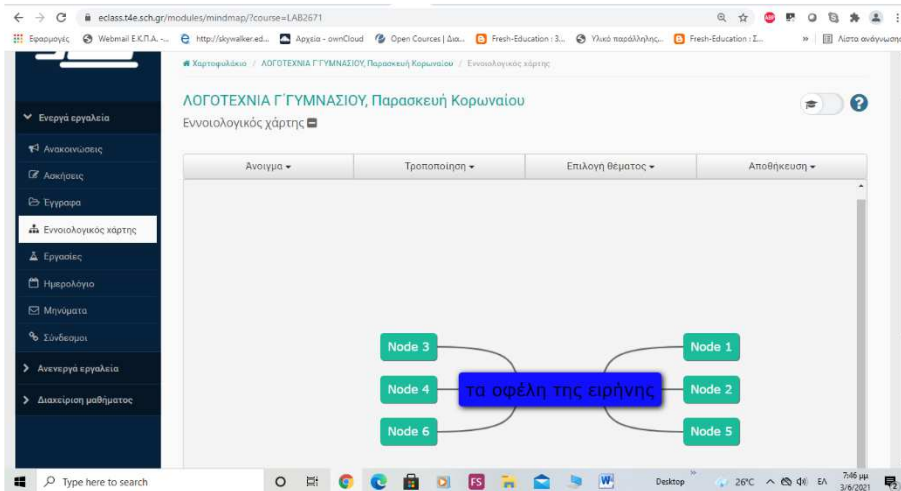 eclass.t4e.sch.gr/modules/mindmap/?course=LAB2671
Εφαρμογές Webmail Ε.Κ.Π.Α. -... http://skywalker.ed... Αρχεία - ownCloud Open Cources | Δια... Fresh-Education : 3... Υλικό παράλληλης... Fresh-Education : Σ... » Λίστα ανάγνωσης
Χαρτοφυλάκιο / ΛΟΓΟΤΕΧΝΙΑ Γ΄ΓΥΜΝΑΣΙΟΥ, Παρασκευή Κορωναίου / Εννοιολογικός χάρτης
ΛΟΓΟΤΕΧΝΙΑ Γ΄ΓΥΜΝΑΣΙΟΥ, Παρασκευή Κορωναίου
Εννοιολογικός χάρτης
Ενεργά εργαλεία
Ανακοινώσεις
Ασκήσεις
Έγγραφα
Εννοιολογικός χάρτης
Εργασίες
Ημερολόγιο
Μηνύματα
Σύνδεσμοι
Ανενεργά εργαλεία
Διαχείριση μαθήματος
Άνοιγμα Τροποποίηση Επιλογή θέματος Αποθήκευση
Node 3 Node 1
Node 4 τα οφέλη της ειρήνης Node 2
Node 6 Node 5
Type here to search Desktop » 26°C ΕΛ 7:46 μμ
3/6/2021